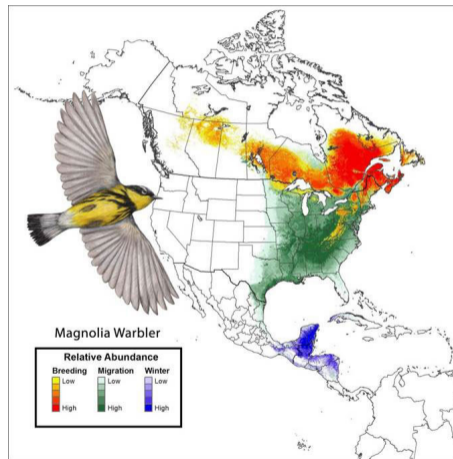 Magnolia Warbler
Relative Abundance
Breeding Migration Winter
Low Low Low
High High High